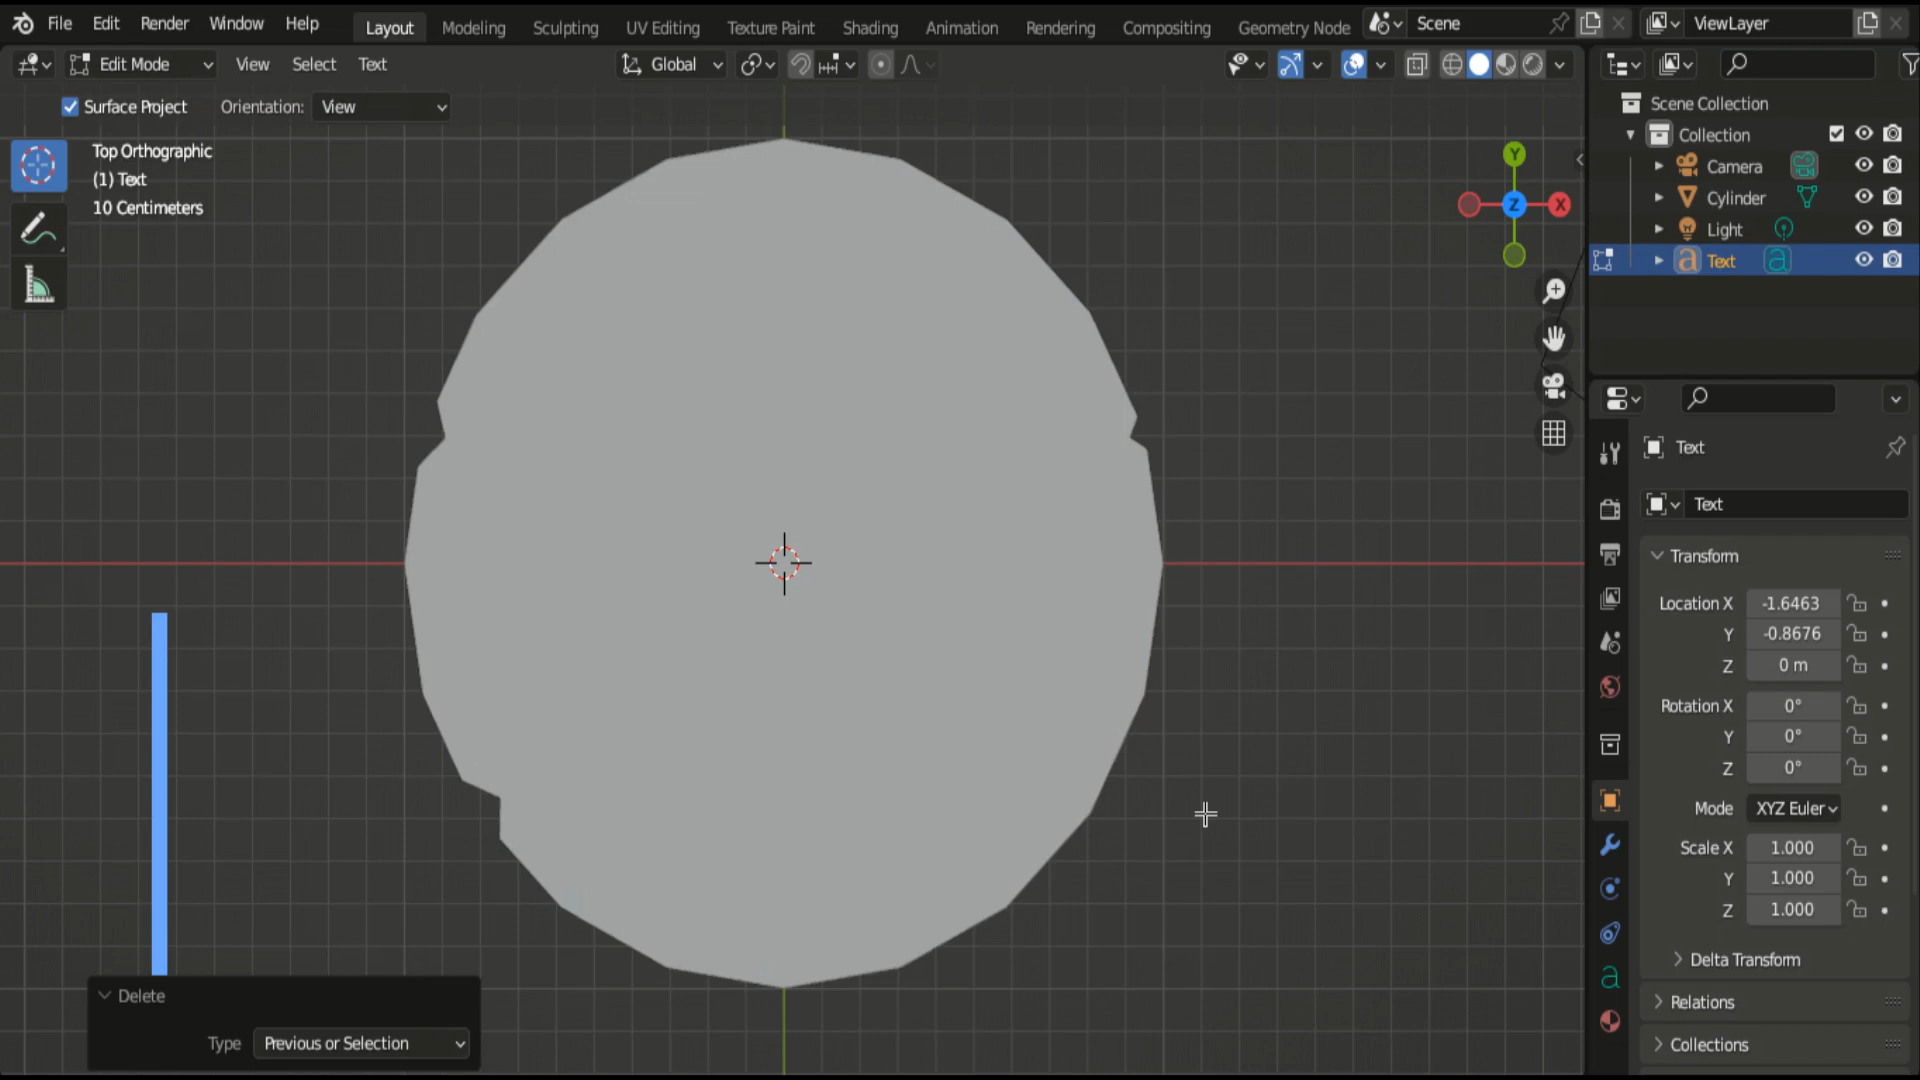 File Edit Render Window Help Layout Modeling Sculpting UV Editing Texture Paint Shading Animation Rendering Compositing Geometry Node Scene ViewLayer
Edit Mode View Select Text Global
Surface Project Orientation: View
Top Orthographic
(1) Text
10 Centimeters
Y
Z X
Delete
Type Previous or Selection
Scene Collection
Collection
Camera
Cylinder
Light
a Text a
Text
Text
Transform
Location X -1.6463
Y -0.8676
Z 0 m
Rotation X 0°
Y 0°
Z 0°
Mode XYZ Euler
Scale X 1.000
Y 1.000
Z 1.000
Delta Transform
a
Relations
Collections